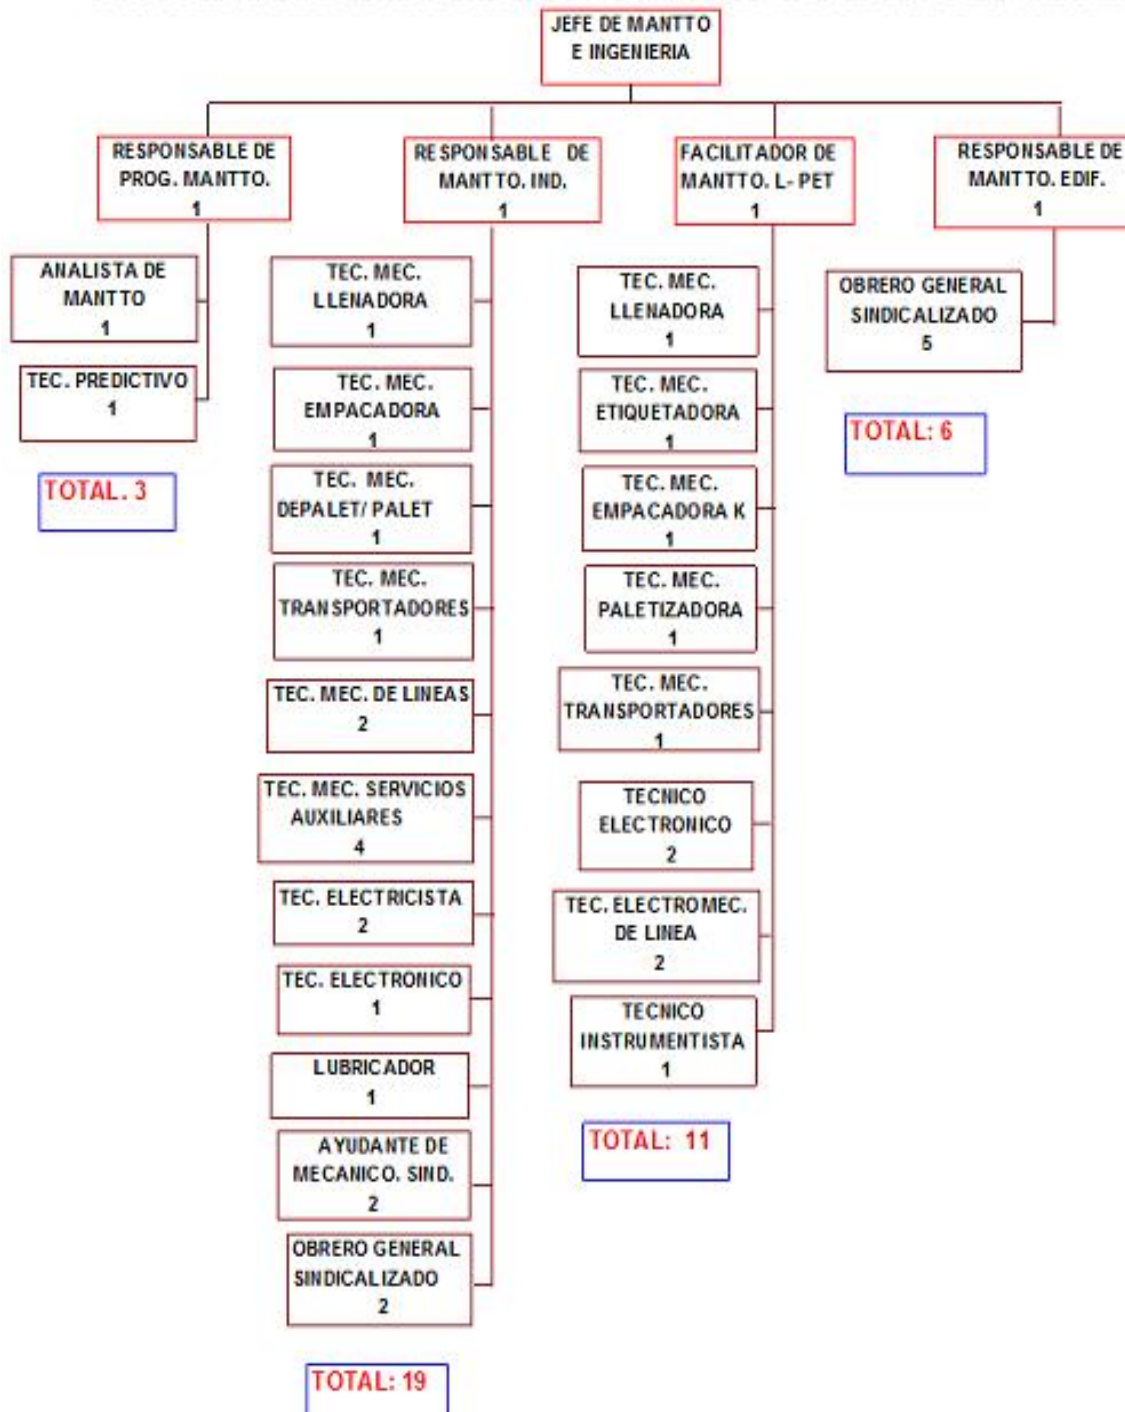 JEFE DE MANTTO
E INGENIERIA
RESPONSABLE DE
PROG. MANTTO.
1
ANALISTA DE
MANTTO
1
TEC. PREDICTIVO
1
TOTAL. 3
RESPONSABLE DE
MANTTO. IND.
1
TEC. MEC.
LLENADORA
1
TEC. MEC.
EMPACADORA
1
TEC. MEC.
DEPALET/ PALET
1
TEC. MEC.
TRANSPORTADORES
1
TEC. MEC. DE LINEAS
2
TEC. MEC. SERVICIOS
AUXILIARES
4
TEC. ELECTRICISTA
2
TEC. ELECTRONICO
1
LUBRICADOR
1
AYUDANTE DE
MECANICO. SIND.
2
OBRERO GENERAL
SINDICALIZADO
2
TOTAL: 19
FACILITADOR DE
MANTTO. L- PET
1
TEC. MEC.
LLENADORA
1
TEC. MEC.
ETIQUETADORA
1
TEC. MEC.
EMPACADORA K
1
TEC. MEC.
PALETIZADORA
1
TEC. MEC.
TRANSPORTADORES
1
TECNICO
ELECTRONICO
2
TEC. ELECTROMEC.
DE LINEA
2
TECNICO
INSTRUMENTISTA
1
TOTAL: 11
RESPONSABLE DE
MANTTO. EDIF.
1
OBRERO GENERAL
SINDICALIZADO
5
TOTAL: 6